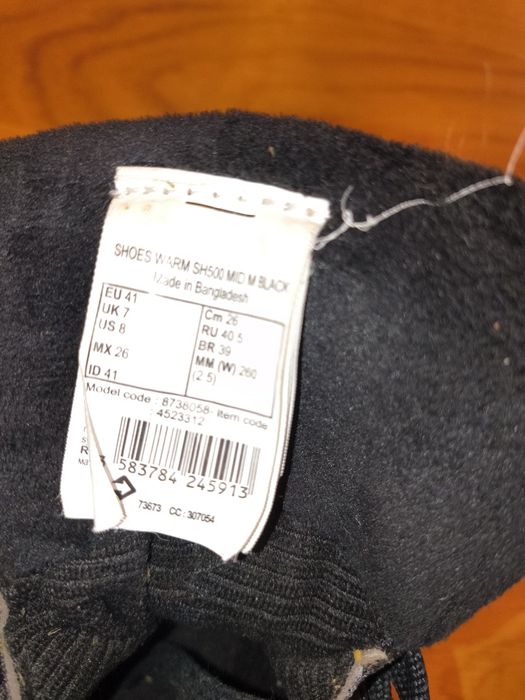 SHOES WARM SH500 MID M BLACK
Made in Bangladesh
EU 41
UK 7
US 8
MX 26
ID 41
Cm 26
RU 40.5
BR 39
MM (W) 260
(2.5)
Model code : 8738058- Item code
: 4523312
583784 245913
73673 CC : 307054